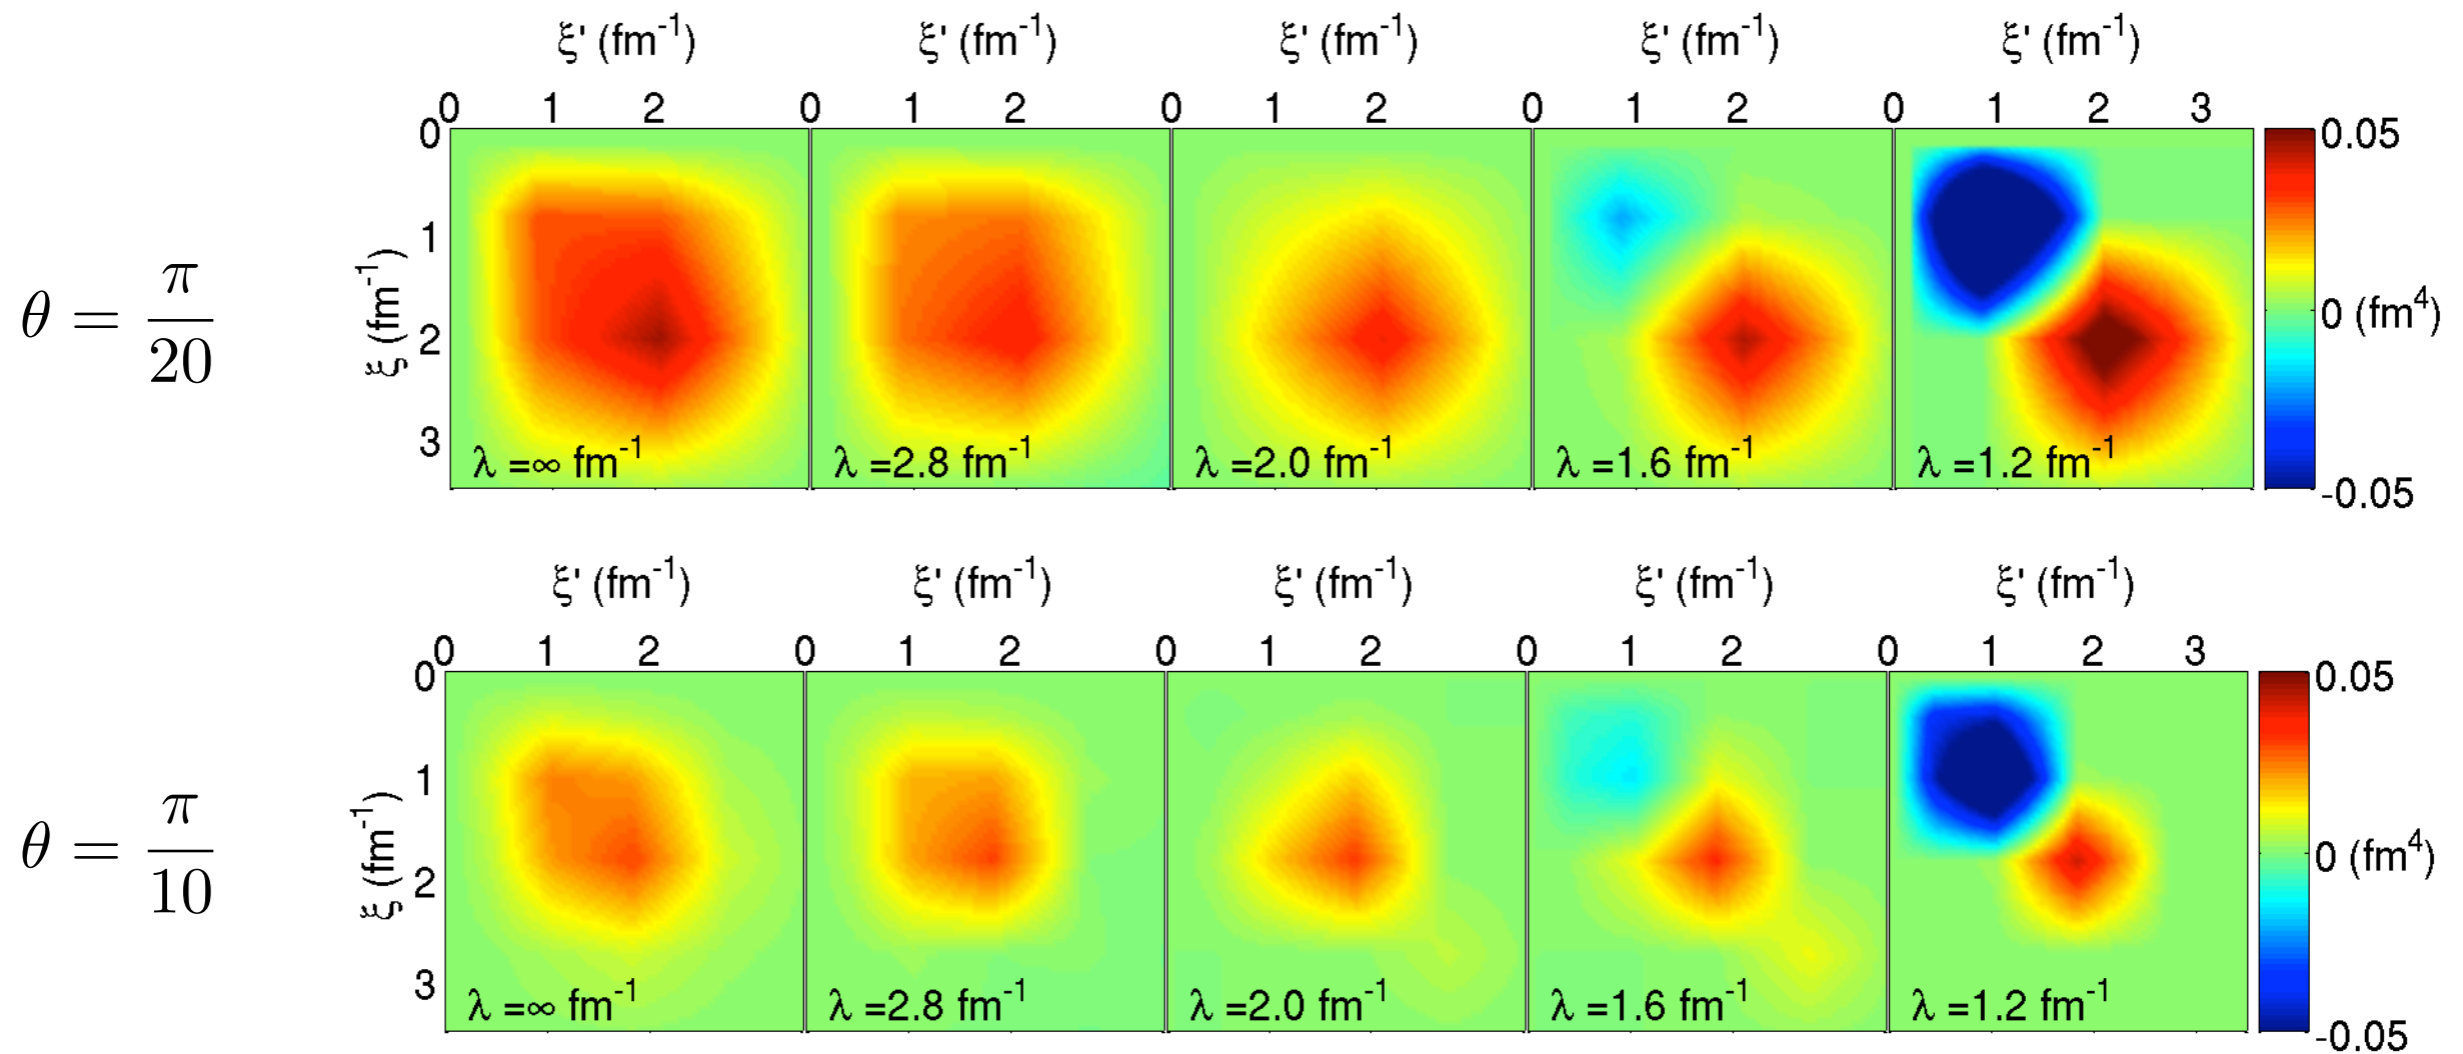 ξ' (fm⁻¹) ξ' (fm⁻¹) ξ' (fm⁻¹) ξ' (fm⁻¹) ξ' (fm⁻¹)
0 1 2 0 1 2 0 1 2 0 1 2 0 1 2 3
θ = π/20
ξ (fm⁻¹)
0
1
2
3
λ =∞ fm⁻¹ λ =2.8 fm⁻¹ λ =2.0 fm⁻¹ λ =1.6 fm⁻¹ λ =1.2 fm⁻¹
0.05
0 (fm⁴)
-0.05
ξ' (fm⁻¹) ξ' (fm⁻¹) ξ' (fm⁻¹) ξ' (fm⁻¹) ξ' (fm⁻¹)
0 1 2 0 1 2 0 1 2 0 1 2 0 1 2 3
θ = π/10
ξ (fm⁻¹)
0
1
2
3
λ =∞ fm⁻¹ λ =2.8 fm⁻¹ λ =2.0 fm⁻¹ λ =1.6 fm⁻¹ λ =1.2 fm⁻¹
0.05
0 (fm⁴)
-0.05